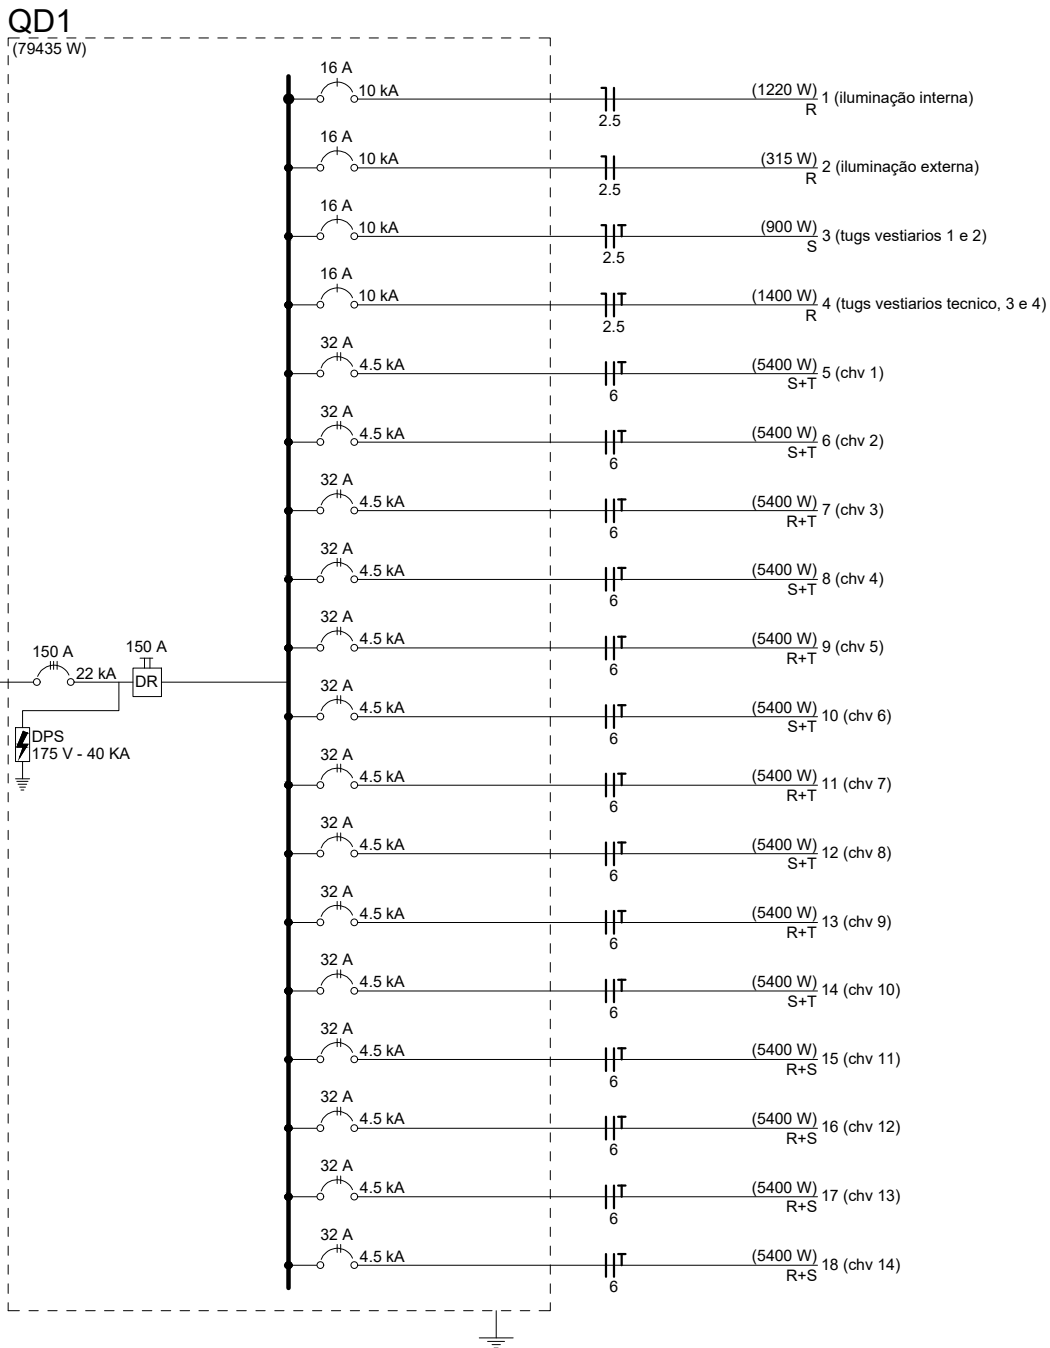 QD1
(79435 W)
16 A
10 kA
2.5
(1220 W)
R
1 (iluminação interna)
16 A
10 kA
2.5
(315 W)
R
2 (iluminação externa)
16 A
10 kA
T
2.5
(900 W)
S
3 (tugs vestiarios 1 e 2)
16 A
10 kA
T
2.5
(1400 W)
R
4 (tugs vestiarios tecnico, 3 e 4)
32 A
4.5 kA
T
6
(5400 W)
S+T
5 (chv 1)
32 A
4.5 kA
T
6
(5400 W)
S+T
6 (chv 2)
32 A
4.5 kA
T
6
(5400 W)
R+T
7 (chv 3)
32 A
4.5 kA
T
6
(5400 W)
S+T
8 (chv 4)
32 A
4.5 kA
T
6
(5400 W)
R+T
9 (chv 5)
150 A
22 kA
150 A
DR
DPS
175 V - 40 KA
32 A
4.5 kA
T
6
(5400 W)
S+T
10 (chv 6)
32 A
4.5 kA
T
6
(5400 W)
R+T
11 (chv 7)
32 A
4.5 kA
T
6
(5400 W)
S+T
12 (chv 8)
32 A
4.5 kA
T
6
(5400 W)
R+T
13 (chv 9)
32 A
4.5 kA
T
6
(5400 W)
S+T
14 (chv 10)
32 A
4.5 kA
T
6
(5400 W)
R+S
15 (chv 11)
32 A
4.5 kA
T
6
(5400 W)
R+S
16 (chv 12)
32 A
4.5 kA
T
6
(5400 W)
R+S
17 (chv 13)
32 A
4.5 kA
T
6
(5400 W)
R+S
18 (chv 14)